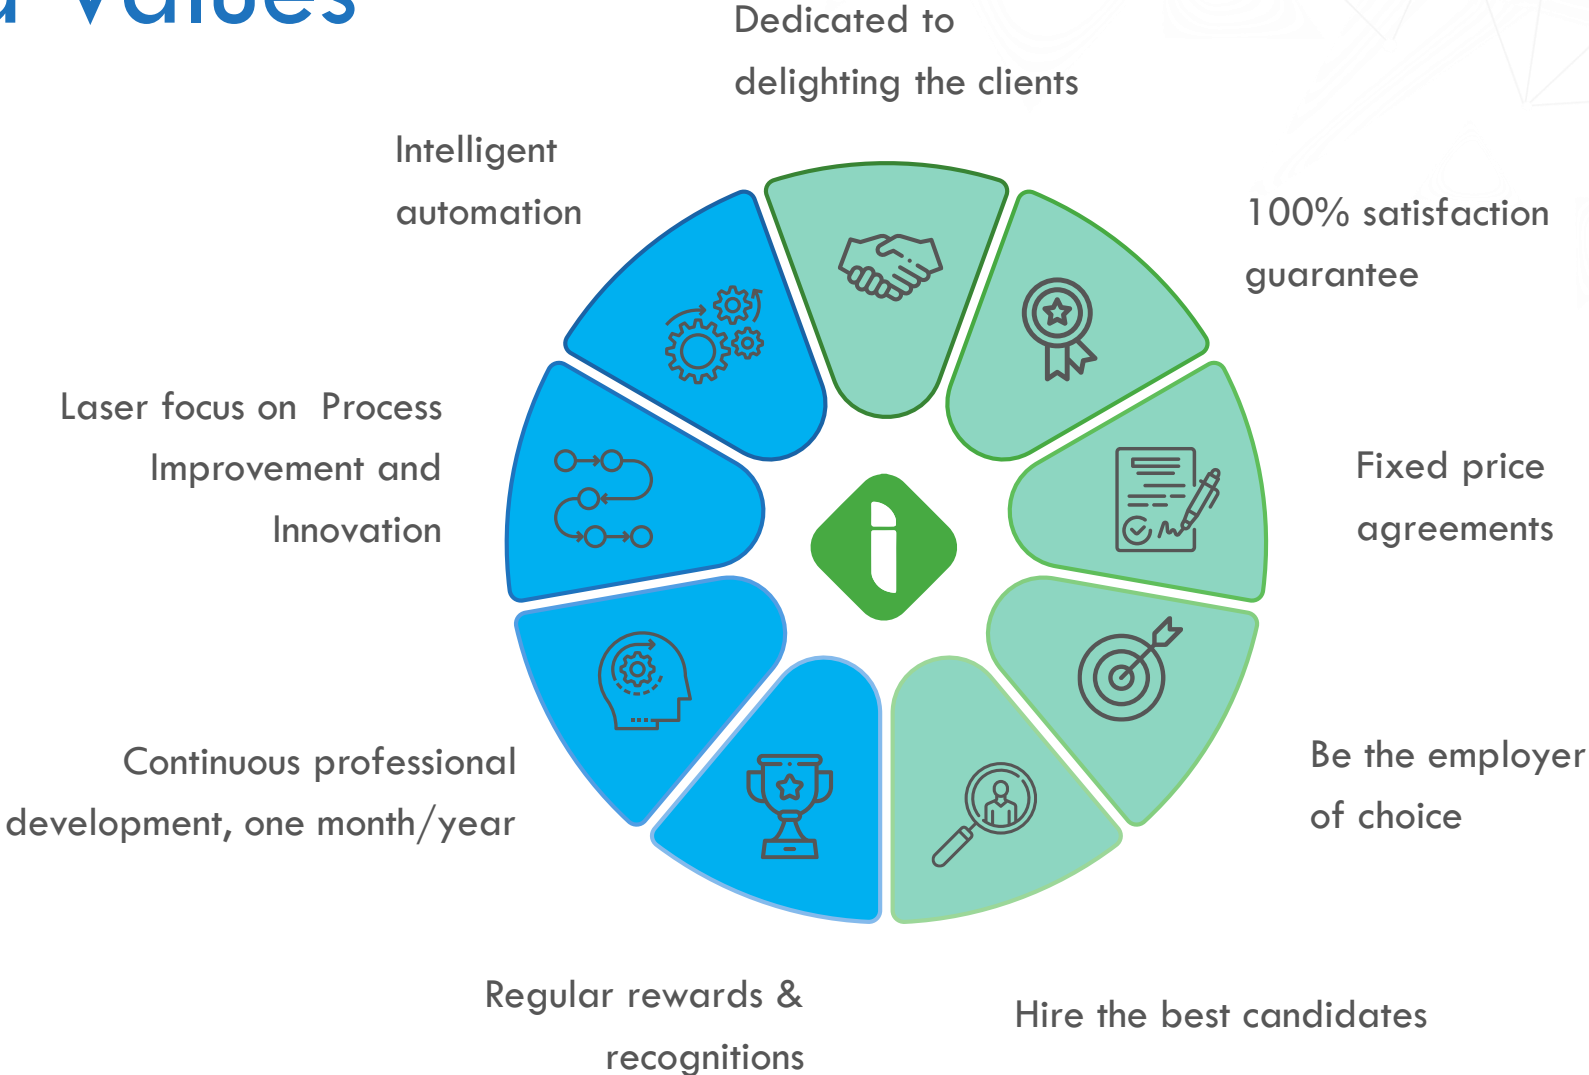 Values
Dedicated to
delighting the clients
Intelligent
automation
100% satisfaction
guarantee
Laser focus on  Process
Improvement and
Innovation
Fixed price
agreements
Continuous professional
development, one month/year
Be the employer
of choice
Regular rewards &
recognitions
Hire the best candidates
i